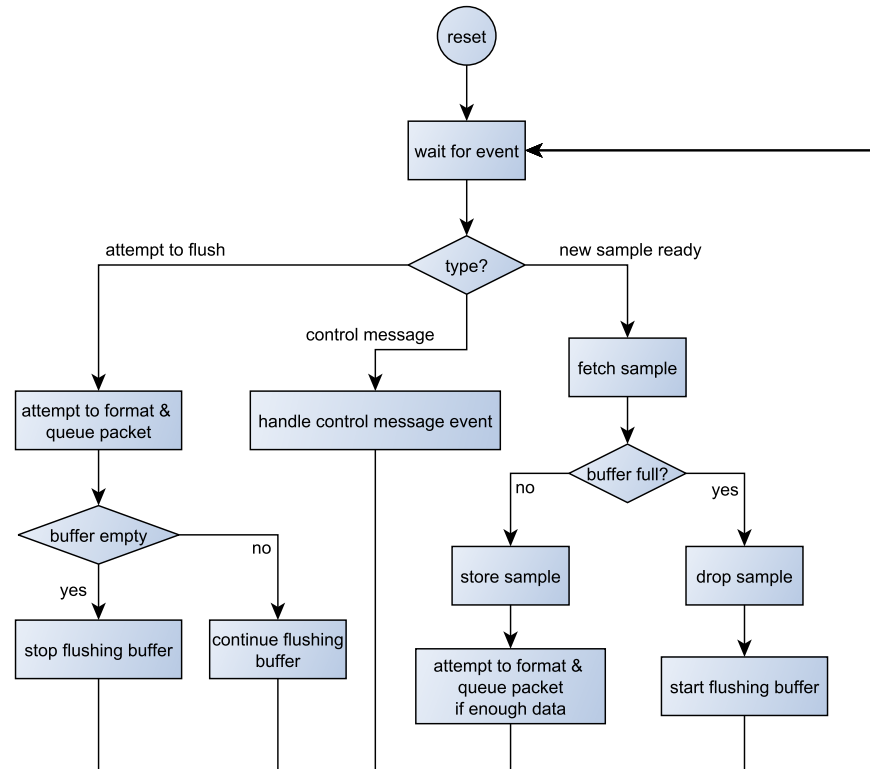 reset
wait for event
type?
attempt to flush
new sample ready
control message
fetch sample
attempt to format &
queue packet
handle control message event
buffer full?
no
yes
buffer empty
no
yes
store sample
drop sample
stop flushing buffer
continue flushing
buffer
attempt to format &
queue packet
if enough data
start flushing buffer